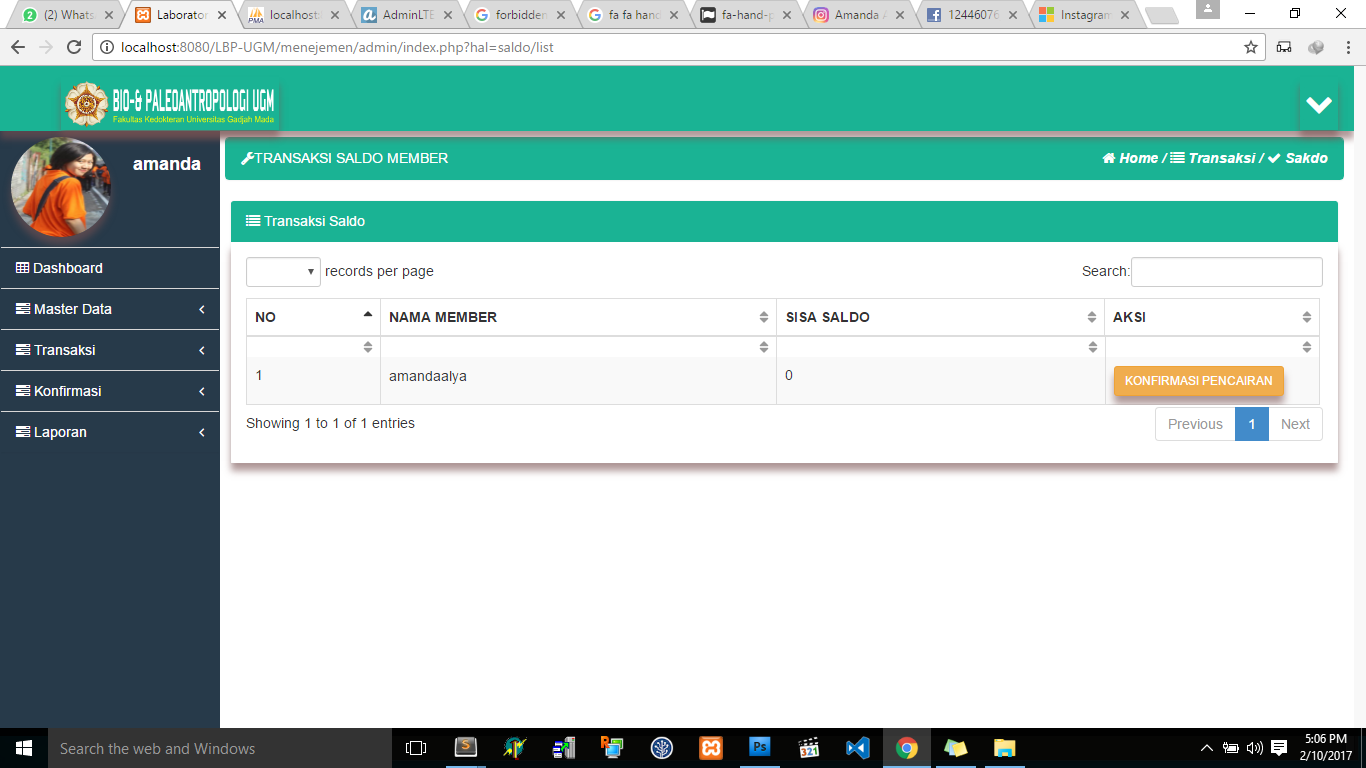 (2) Whats
Laborator
localhost
AdminLTE
forbidden
fa fa hand
fa-hand-p
Amanda A
12446076
Instagram
localhost:8080/LBP-UGM/menejemen/admin/index.php?hal=saldo/list
BIO-& PALEOANTROPOLOGI UGM
Fakultas Kedokteran Universitas Gadjah Mada
amanda
TRANSAKSI SALDO MEMBER
Home / Transaksi / Sakdo
Transaksi Saldo
Dashboard
Master Data
Transaksi
Konfirmasi
Laporan
records per page
Search:
NO NAMA MEMBER SISA SALDO AKSI
1 amandaalya 0 KONFIRMASI PENCAIRAN
Showing 1 to 1 of 1 entries
Previous 1 Next
Search the web and Windows
5:06 PM
2/10/2017